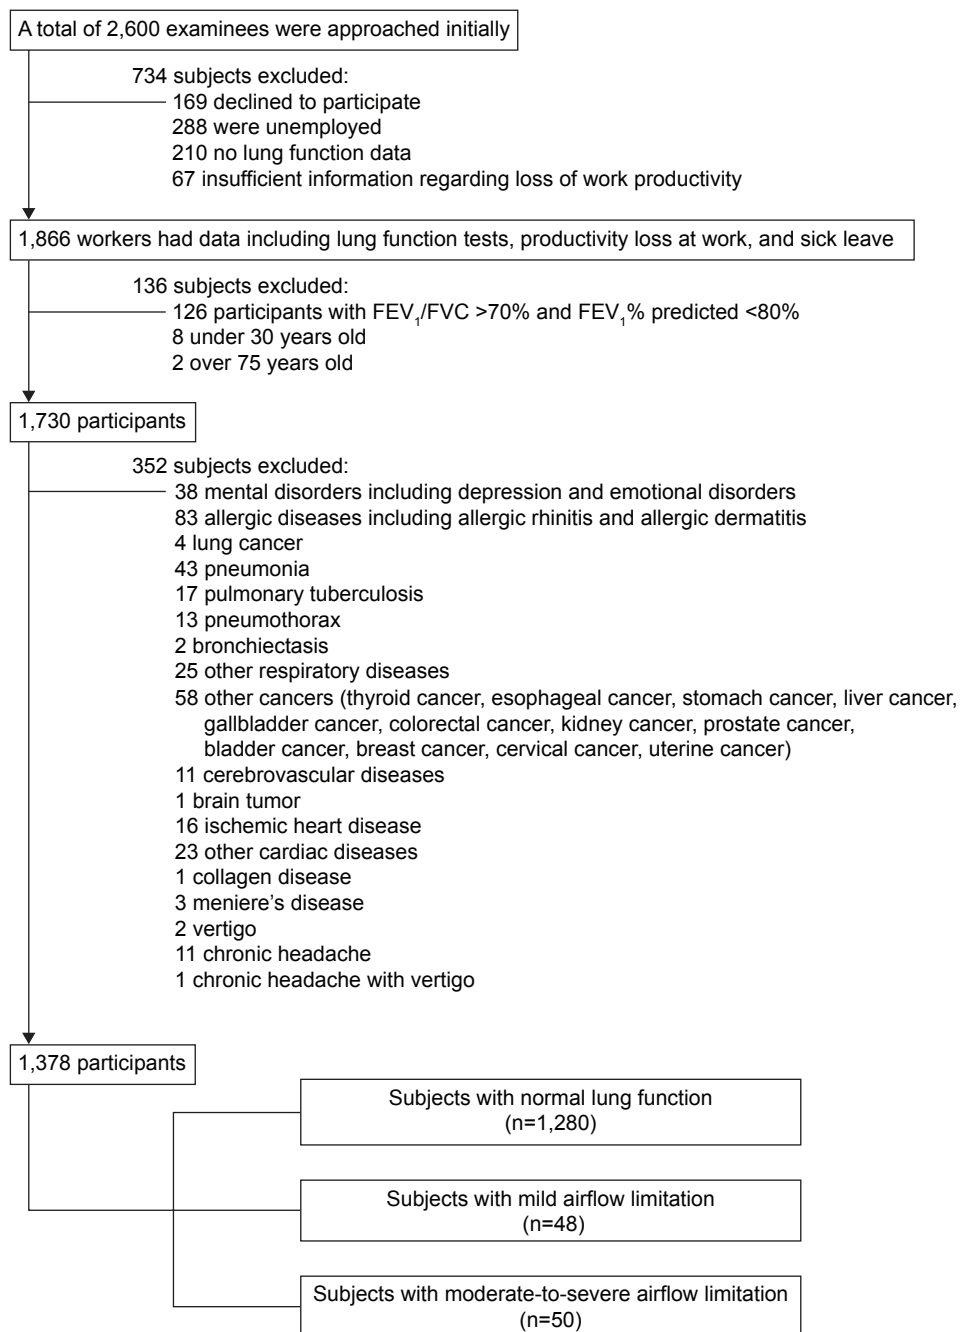 A total of 2,600 examinees were approached initially
734 subjects excluded:
169 declined to participate
288 were unemployed
210 no lung function data
67 insufficient information regarding loss of work productivity
1,866 workers had data including lung function tests, productivity loss at work, and sick leave
136 subjects excluded:
126 participants with FEV₁/FVC >70% and FEV₁% predicted <80%
8 under 30 years old
2 over 75 years old
1,730 participants
352 subjects excluded:
38 mental disorders including depression and emotional disorders
83 allergic diseases including allergic rhinitis and allergic dermatitis
4 lung cancer
43 pneumonia
17 pulmonary tuberculosis
13 pneumothorax
2 bronchiectasis
25 other respiratory diseases
58 other cancers (thyroid cancer, esophageal cancer, stomach cancer, liver cancer,
gallbladder cancer, colorectal cancer, kidney cancer, prostate cancer,
bladder cancer, breast cancer, cervical cancer, uterine cancer)
11 cerebrovascular diseases
1 brain tumor
16 ischemic heart disease
23 other cardiac diseases
1 collagen disease
3 meniere's disease
2 vertigo
11 chronic headache
1 chronic headache with vertigo
1,378 participants
Subjects with normal lung function
(n=1,280)
Subjects with mild airflow limitation
(n=48)
Subjects with moderate-to-severe airflow limitation
(n=50)